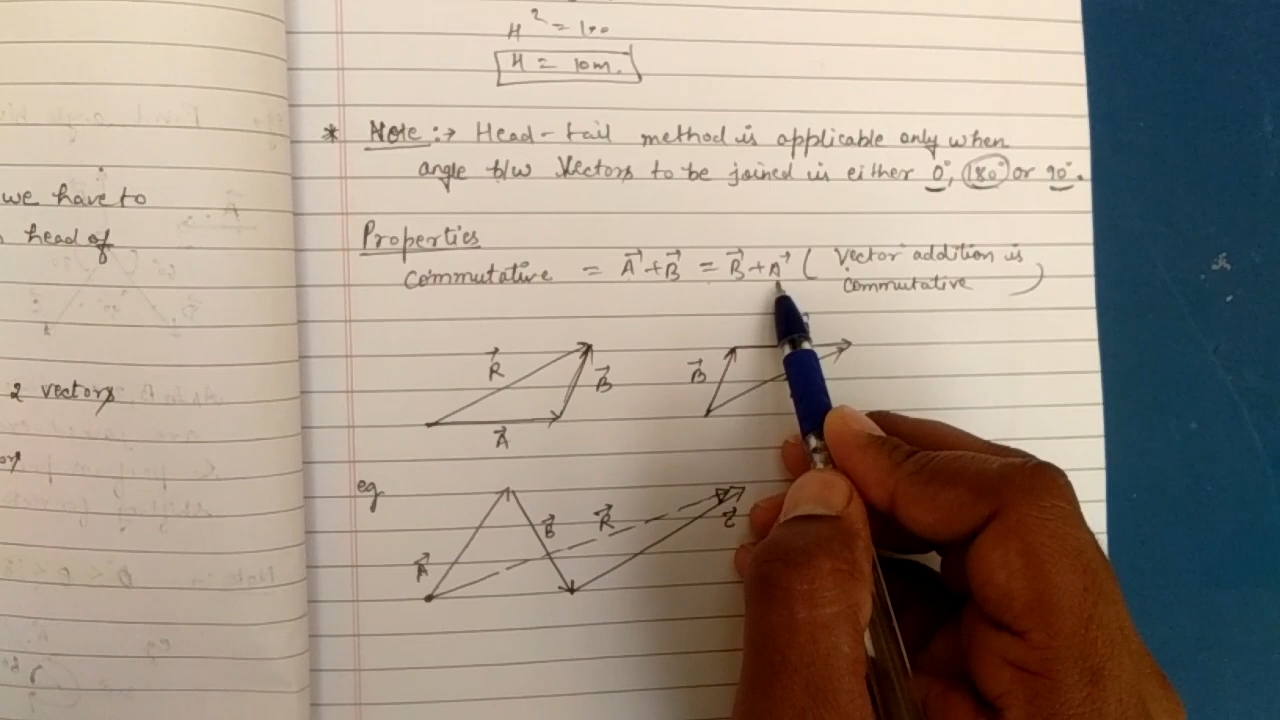 we have to
head of
2 vectors
H² = 100
H = 10m.
* Note :→ Head-tail method is applicable only when
angle b/w Vectors to be joined is either 0°, 180° or 90°.
Properties
Commutative = A⃗+B⃗ = B⃗+A⃗ ( Vector addition is
commutative )
R⃗
B⃗
A⃗
B⃗
eg
A⃗
B⃗
R⃗